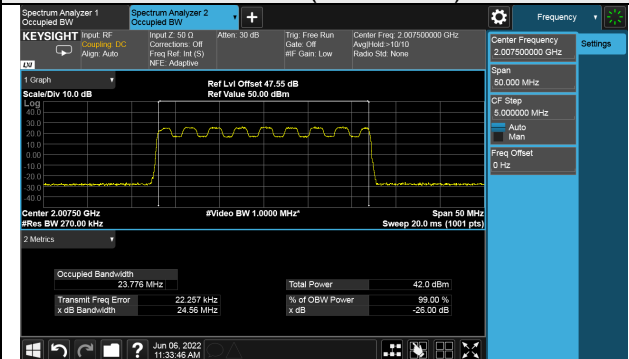 Spectrum Analyzer 1
Occupied BW
Spectrum Analyzer 2
Occupied BW
+
Frequency
KEYSIGHT
Input: RF
Coupling: DC
Align: Auto
Input Z: 50 Ω
Corrections: Off
Freq Ref: Int (S)
NFE: Adaptive
Atten: 30 dB
Trig: Free Run
Gate: Off
#IF Gain: Low
Center Freq: 2.007500000 GHz
Avg|Hold:>10/10
Radio Std: None
LXI
Center Frequency
2.007500000 GHz
Settings
Span
50.000 MHz
CF Step
5.000000 MHz
Auto
Man
Freq Offset
0 Hz
1 Graph
Scale/Div 10.0 dB
Ref Lvl Offset 47.55 dB
Ref Value 50.00 dBm
Log
40.0
30.0
20.0
10.0
0.00
-10.0
-20.0
-30.0
-40.0
Center 2.00750 GHz
#Res BW 270.00 kHz
#Video BW 1.0000 MHz*
Span 50 MHz
Sweep 20.0 ms (1001 pts)
2 Metrics
Occupied Bandwidth
23.776 MHz
Total Power 42.0 dBm
Transmit Freq Error 22.257 kHz
% of OBW Power 99.00 %
x dB Bandwidth 24.56 MHz
x dB -26.00 dB
?
Jun 06, 2022
11:33:46 AM